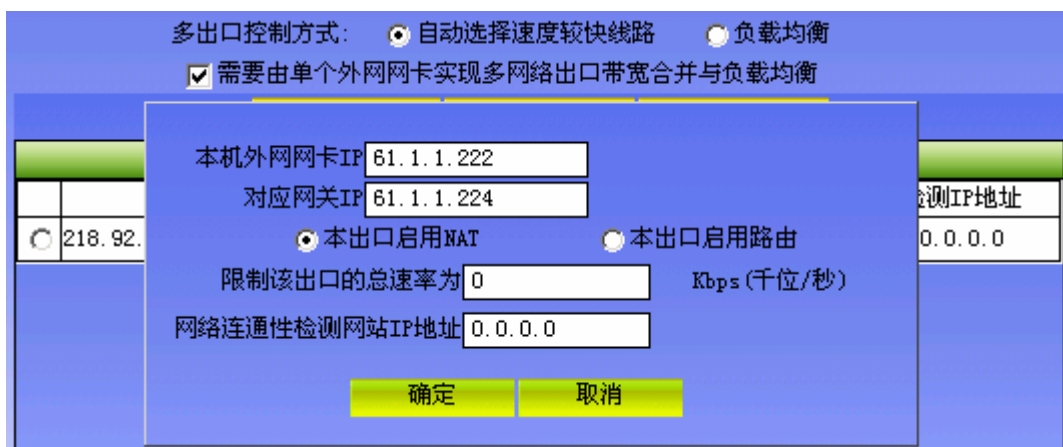 多出口控制方式: 自动选择速度较快线路 负载均衡
需要由单个外网网卡实现多网络出口带宽合并与负载均衡
本机外网网卡IP 61.1.1.222
对应网关IP 61.1.1.224
测IP地址
218.92. 本出口启用NAT 本出口启用路由 0.0.0.0
限制该出口的总速率为 0 Kbps(千位/秒)
网络连通性检测网站IP地址 0.0.0.0
确定 取消